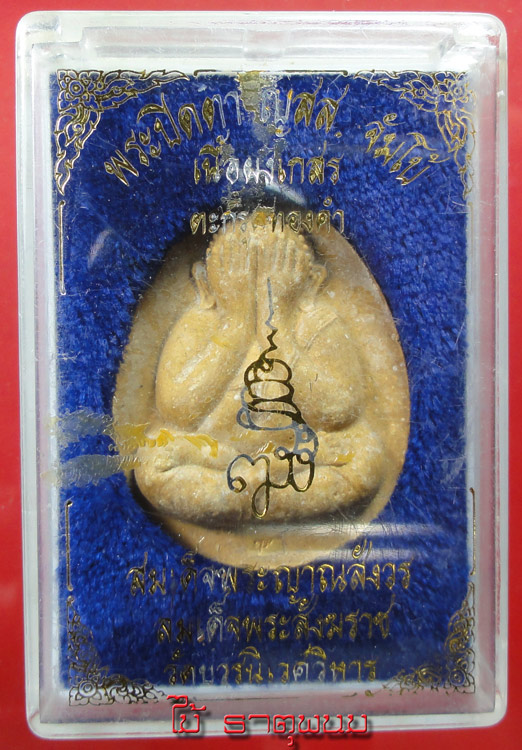 พระปิดตา ญสส. จัมโบ้
เนื้อผงเกสร
ตะกรุดทองคำ
สมเด็จพระญาณสังวร
สมเด็จพระสังฆราช
วัดบวรนิเวศวิหาร
โบ้ ธาตุพนม